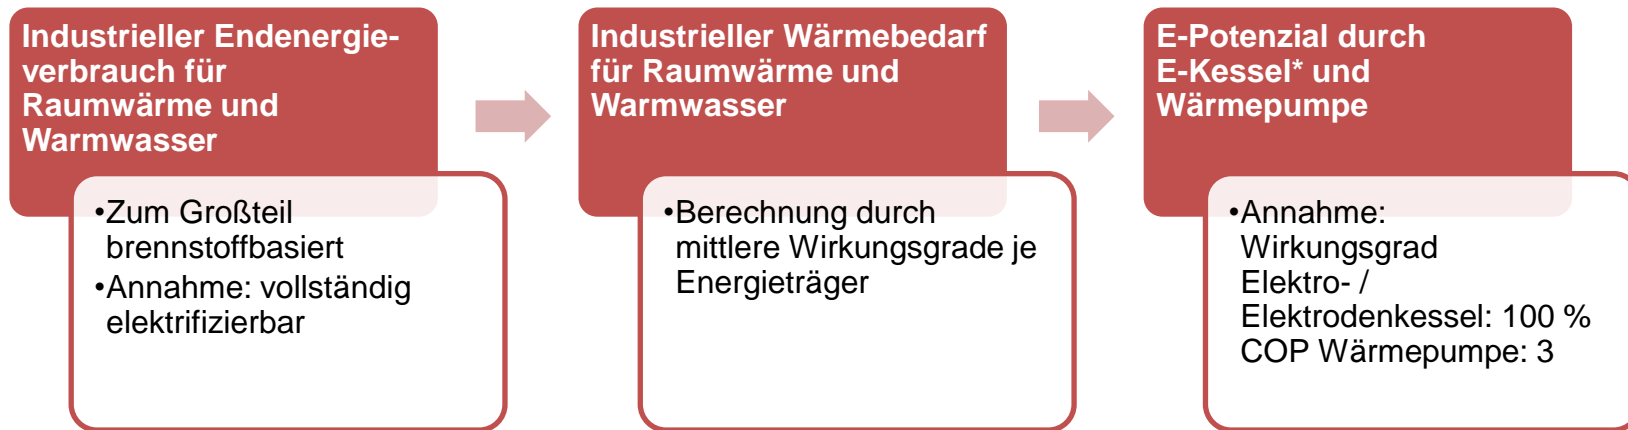 Industrieller Endenergie-
verbrauch für
Raumwärme und
Warmwasser
•Zum Großteil
brennstoffbasiert
•Annahme: vollständig
elektrifizierbar
Industrieller Wärmebedarf
für Raumwärme und
Warmwasser
•Berechnung durch
mittlere Wirkungsgrade je
Energieträger
E-Potenzial durch
E-Kessel* und
Wärmepumpe
•Annahme:
Wirkungsgrad
Elektro- /
Elektrodenkessel: 100 %
COP Wärmepumpe: 3